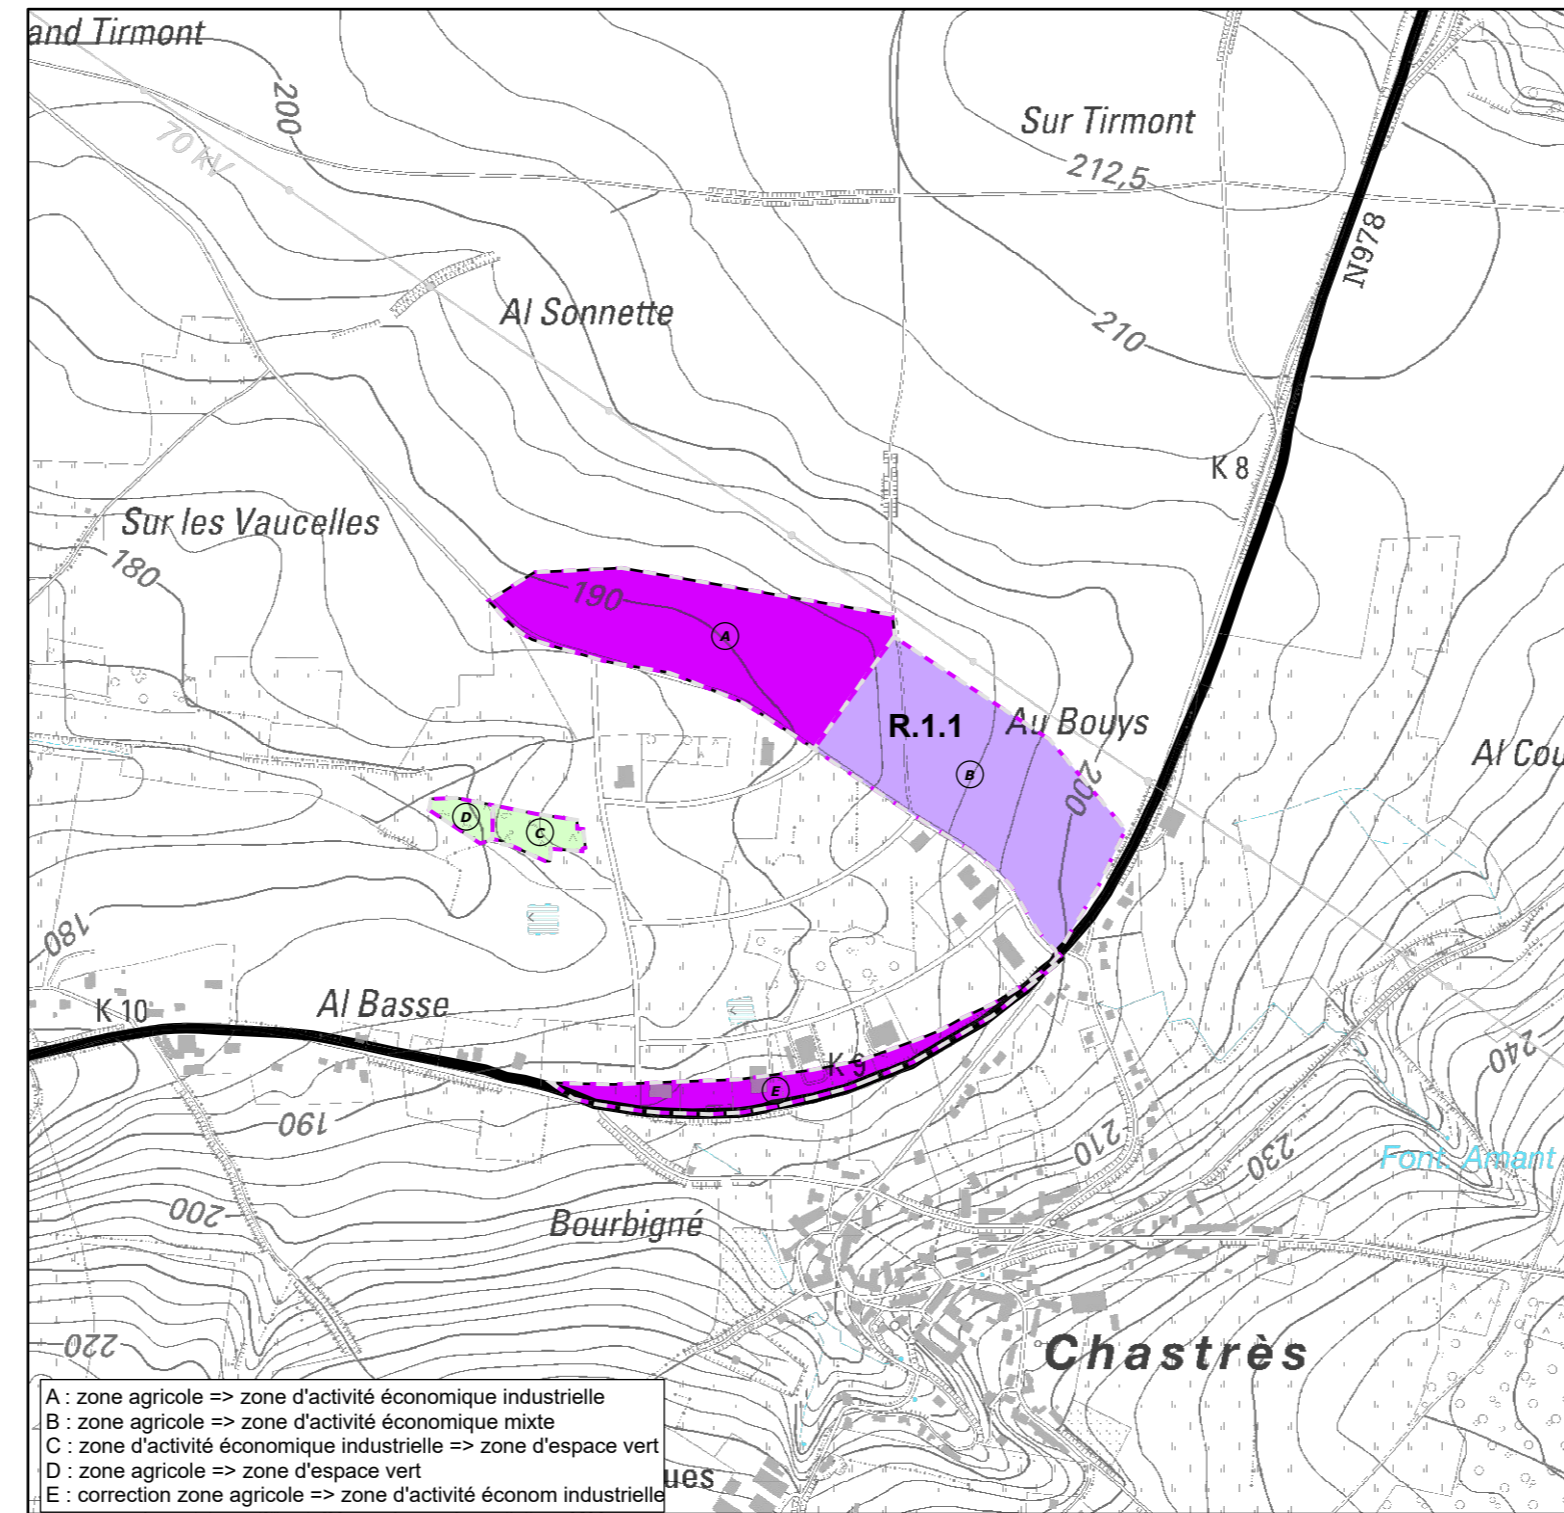 and Tirmont
200
70 kV
Sur Tirmont
212,5
N978
Al Sonnette
210
K 8
Sur les Vaucelles
180
190
A
R.1.1
Au Bouys
B
200
Al Cou
D
C
180
K 10
Al Basse
K 9
E
190
240
210
230
Font. Amant
200
Bourbigné
220
Chastrès
A : zone agricole => zone d'activité économique industrielle
B : zone agricole => zone d'activité économique mixte
C : zone d'activité économique industrielle => zone d'espace vert
D : zone agricole => zone d'espace vert
E : correction zone agricole => zone d'activité économ industrielle
ues